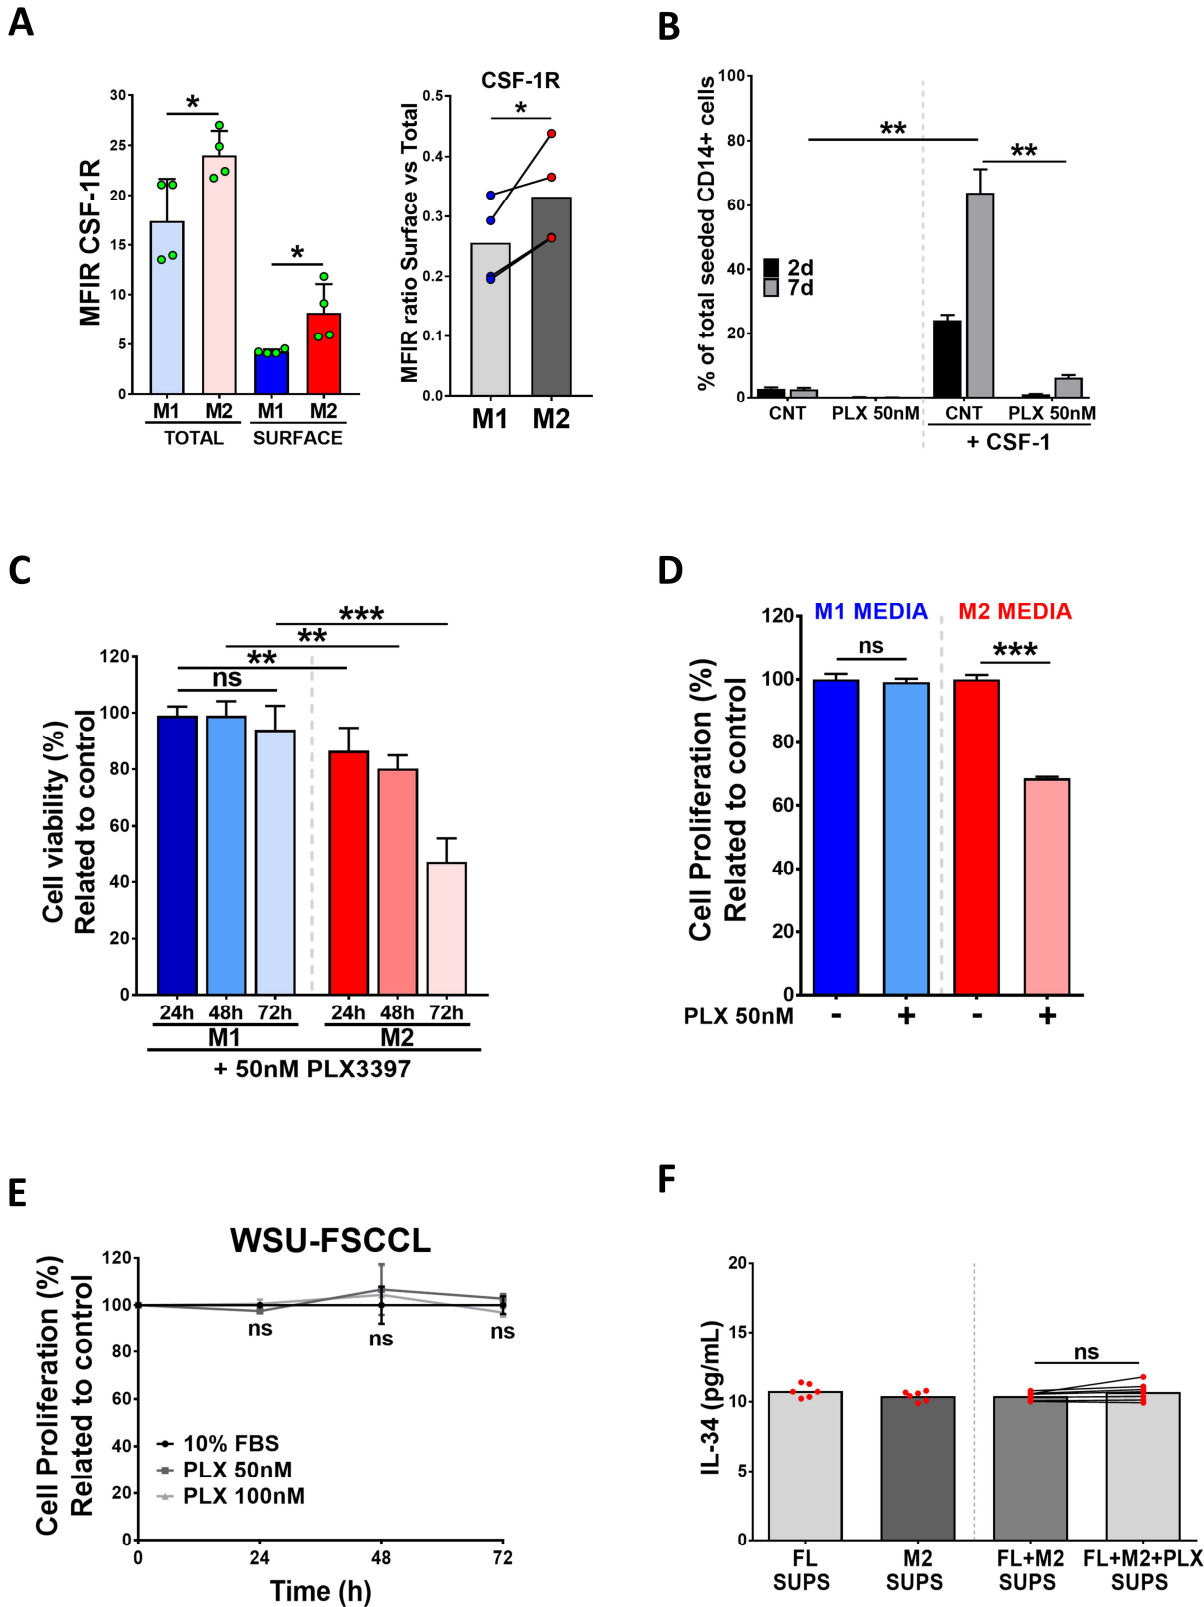 A
MFIR CSF-1R
30
25
20
15
10
5
0
*
*
M1 M2 M1 M2
TOTAL SURFACE
CSF-1R
MFIR ratio Surface vs Total
0.5
0.4
0.3
0.2
0.1
0.0
*
M1 M2
B
% of total seeded CD14+ cells
100
80
60
40
20
0
**
**
2d
7d
CNT PLX 50nM CNT PLX 50nM
+ CSF-1
C
Cell viability (%)
Related to control
120
100
80
60
40
20
0
***
**
**
ns
24h 48h 72h 24h 48h 72h
M1 M2
+ 50nM PLX3397
D
Cell Proliferation (%)
Related to control
120
100
80
60
40
20
0
M1 MEDIA M2 MEDIA
ns ***
PLX 50nM - + - +
E
WSU-FSCCL
Cell Proliferation (%)
Related to control
120
100
80
60
40
20
0
ns ns ns
10% FBS
PLX 50nM
PLX 100nM
0 24 48 72
Time (h)
F
IL-34 (pg/mL)
20
15
10
5
0
ns
FL M2 FL+M2 FL+M2+PLX
SUPS SUPS SUPS SUPS